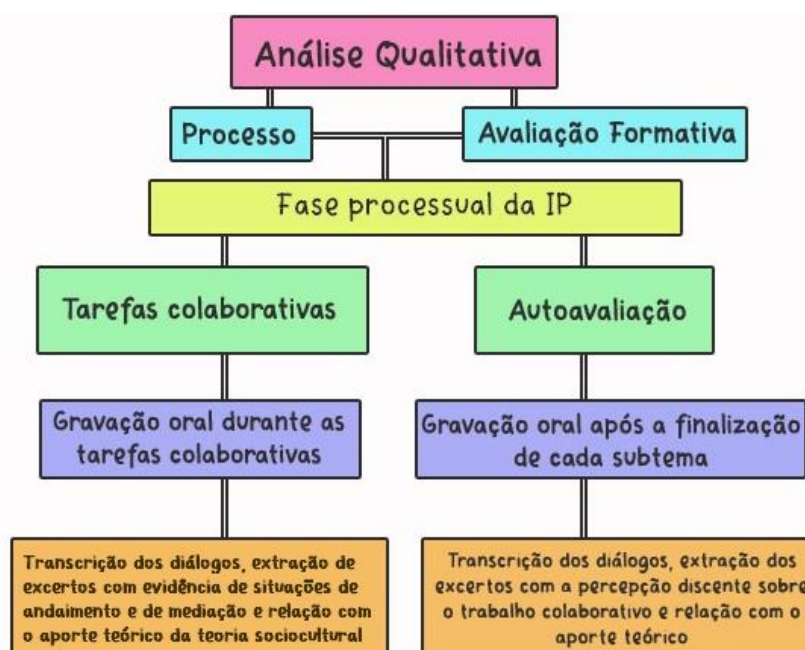 Análise Qualitativa
Processo
Avaliação Formativa
Fase processual da IP
Tarefas colaborativas
Autoavaliação
Gravação oral durante as
tarefas colaborativas
Gravação oral após a finalização
de cada subtema
Transcrição dos diálogos, extração de
excertos com evidência de situações de
andaimento e de mediação e relação com
o aporte teórico da teoria sociocultural
Transcrição dos diálogos, extração dos
excertos com a percepção discente sobre
o trabalho colaborativo e relação com o
aporte teórico